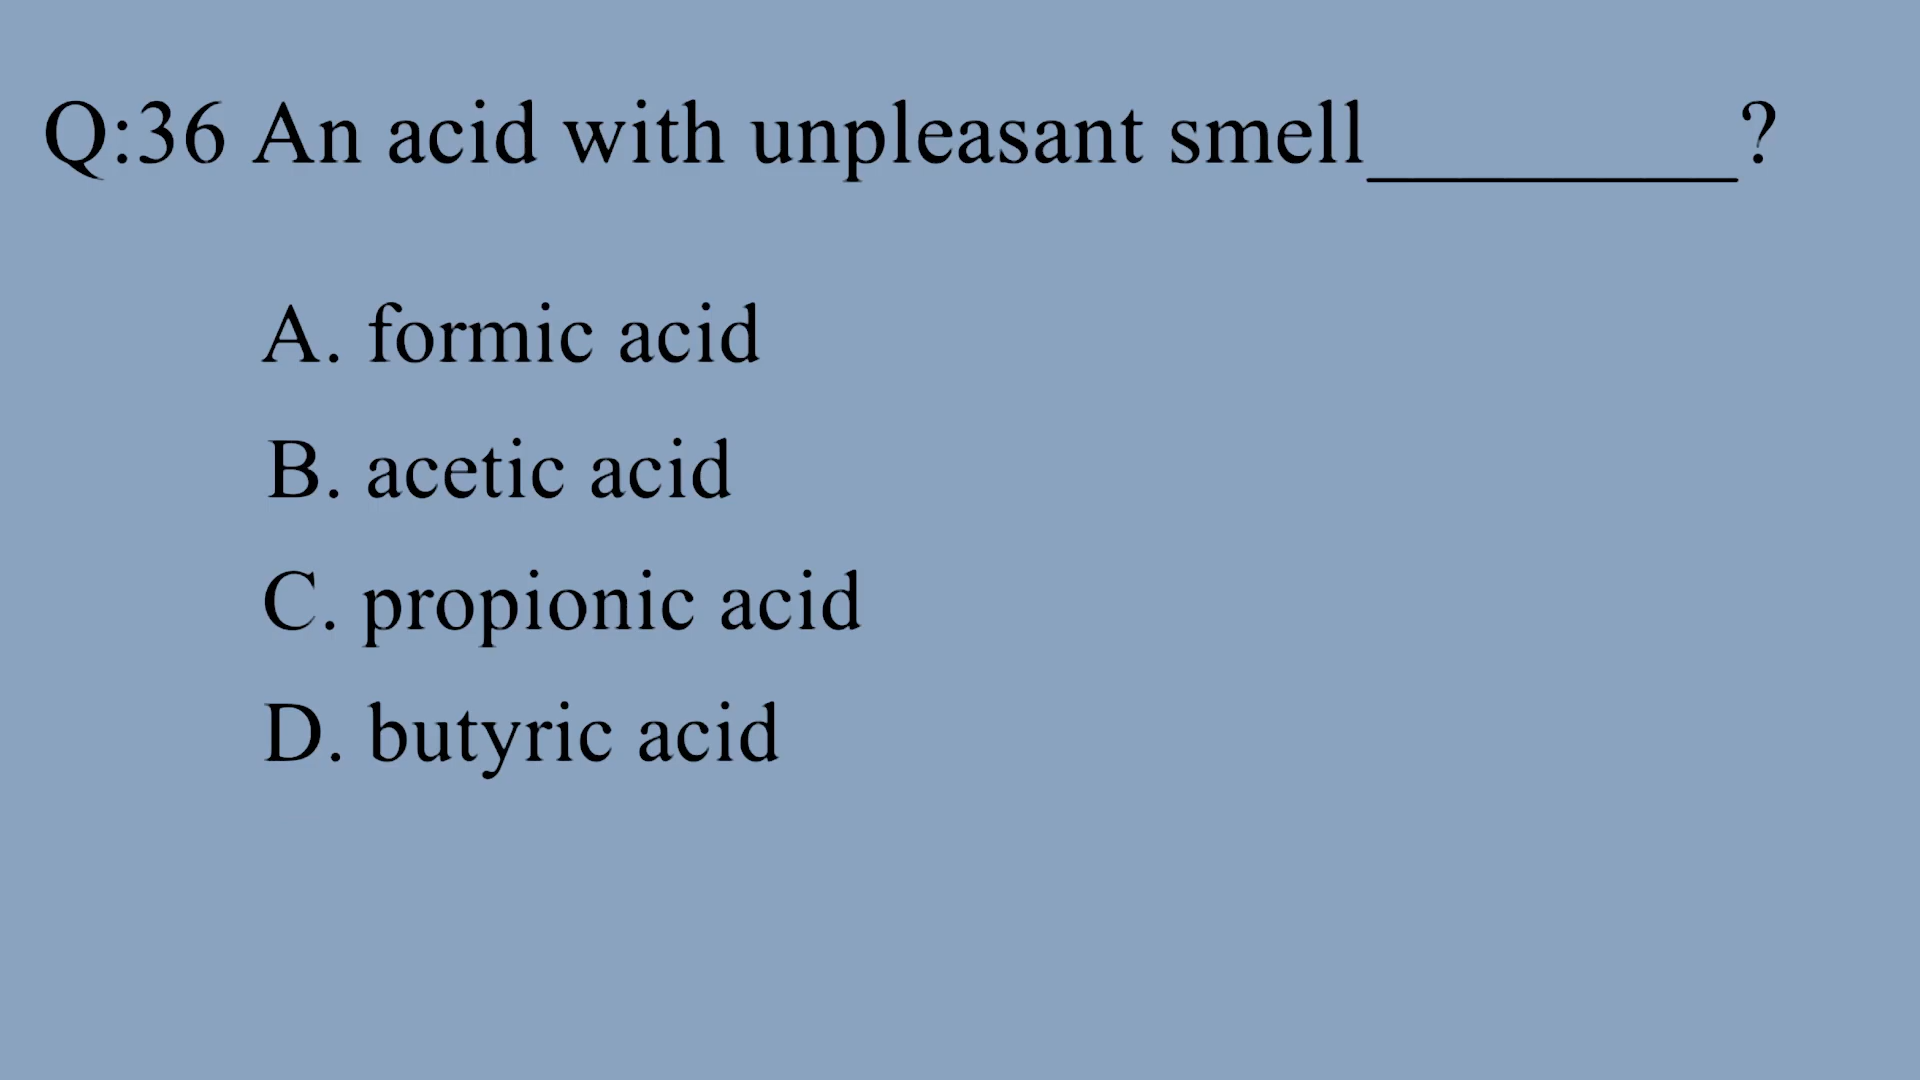 Q:36 An acid with unpleasant smell________?
A. formic acid
B. acetic acid
C. propionic acid
D. butyric acid